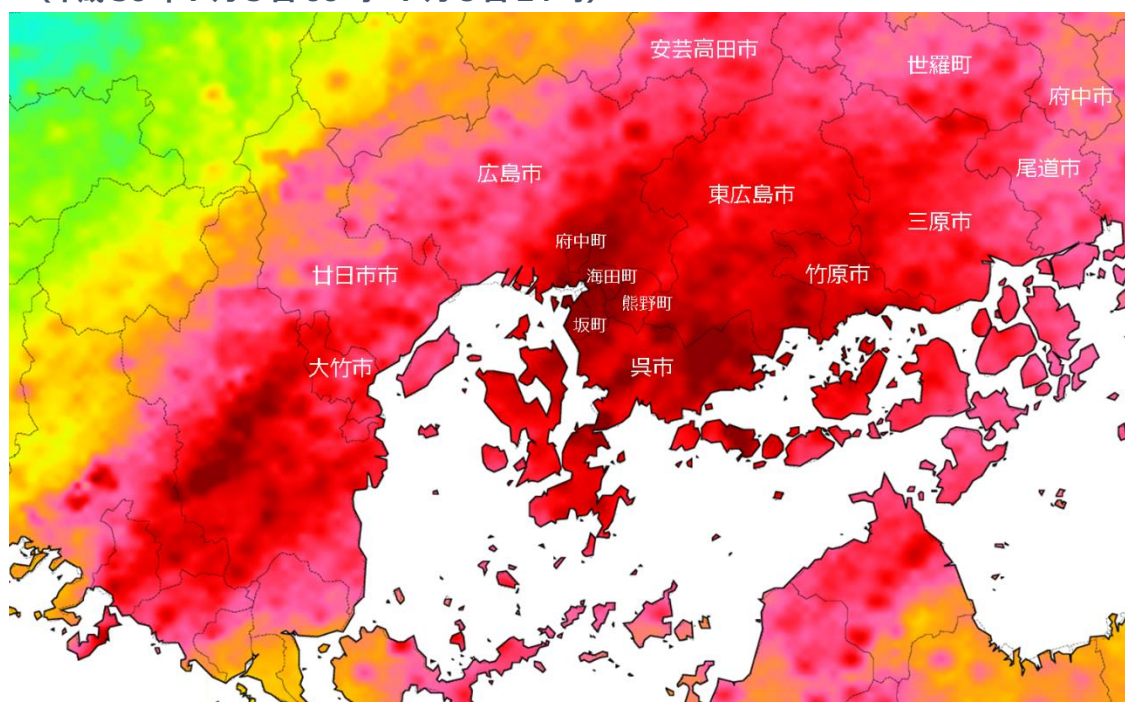 安芸高田市
世羅町
府中市
広島市
尾道市
東広島市
三原市
府中町
廿日市市
海田町
竹原市
熊野町
坂町
大竹市
呉市